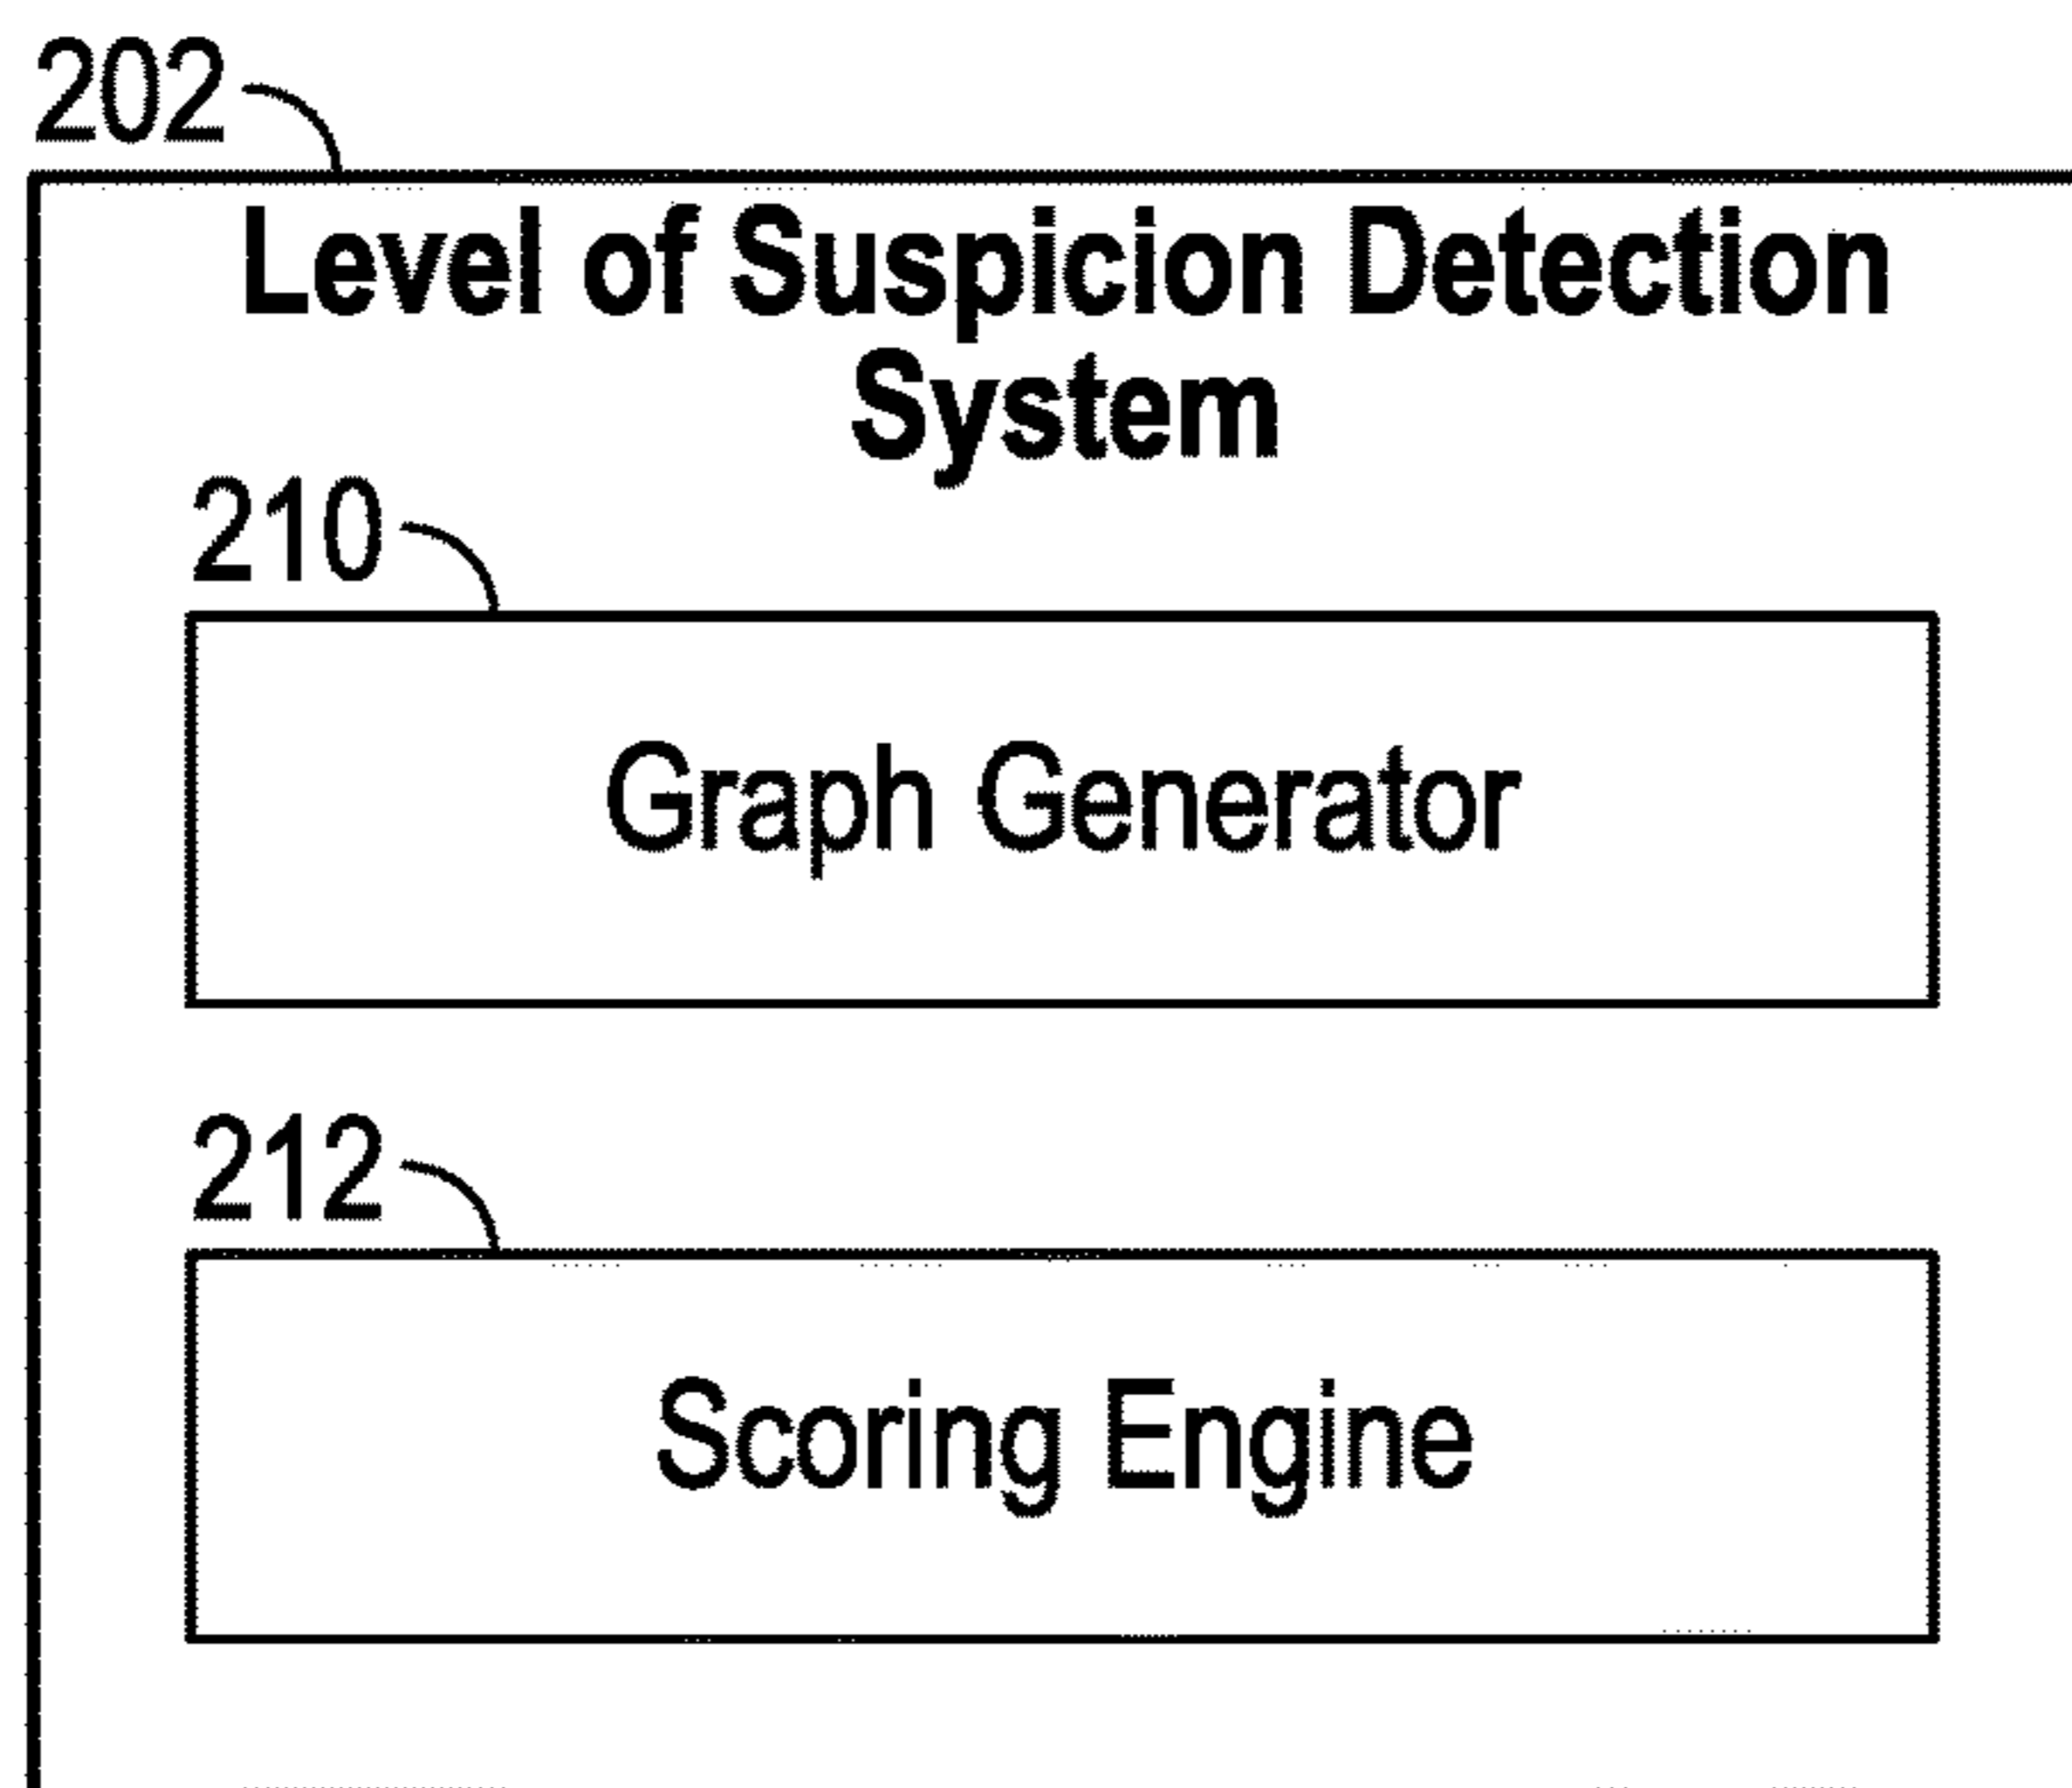 202
Level of Suspicion Detection
System
210
Graph Generator
212
Scoring Engine